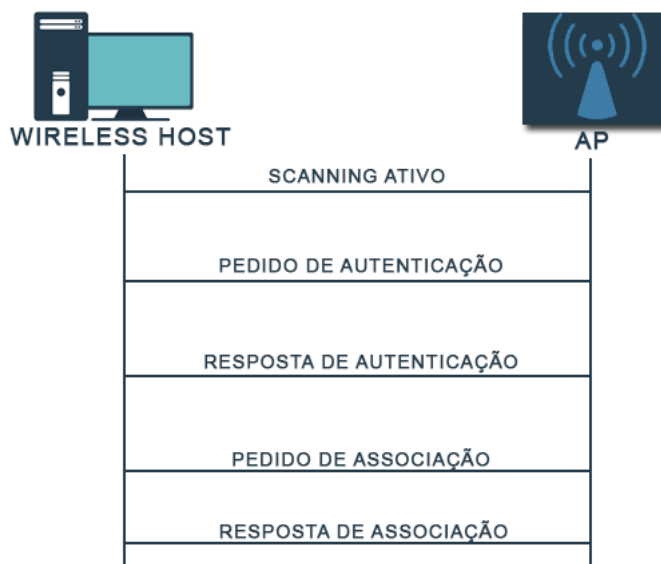 WIRELESS HOST
AP
SCANNING ATIVO
PEDIDO DE AUTENTICAÇÃO
RESPOSTA DE AUTENTICAÇÃO
PEDIDO DE ASSOCIAÇÃO
RESPOSTA DE ASSOCIAÇÃO